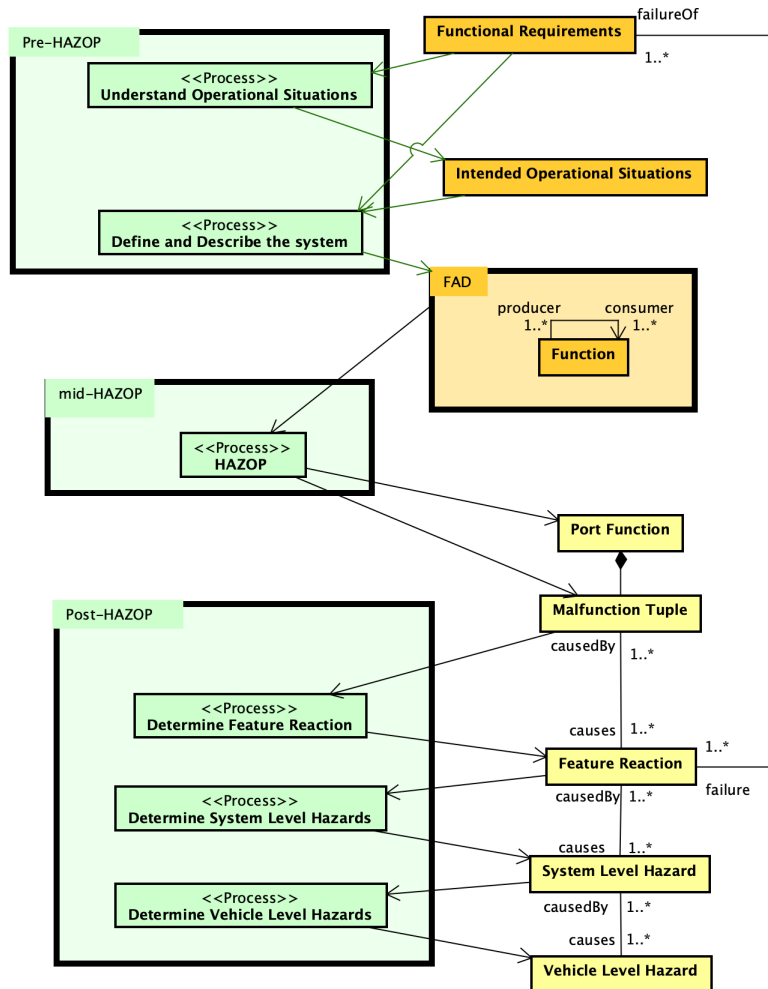 failureOf
Functional Requirements
1..*
Pre-HAZOP
<<Process>>
Understand Operational Situations
Intended Operational Situations
<<Process>>
Define and Describe the system
FAD
producer
consumer
1..*
1..*
Function
mid-HAZOP
<<Process>>
HAZOP
Port Function
Malfunction Tuple
Post-HAZOP
causedBy
1..*
<<Process>>
Determine Feature Reaction
causes
1..*
1..*
Feature Reaction
failure
causedBy
1..*
<<Process>>
Determine System Level Hazards
causes
1..*
System Level Hazard
<<Process>>
Determine Vehicle Level Hazards
causedBy
1..*
causes
1..*
Vehicle Level Hazard